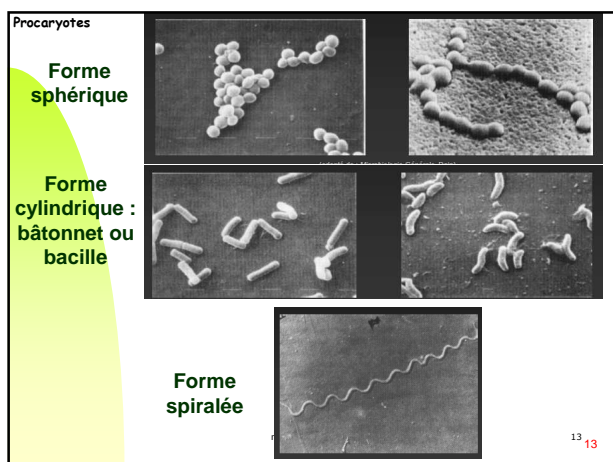 Procaryotes
Forme
sphérique
Forme
cylindrique :
bâtonnet ou
bacille
Forme
spiralée
13
13